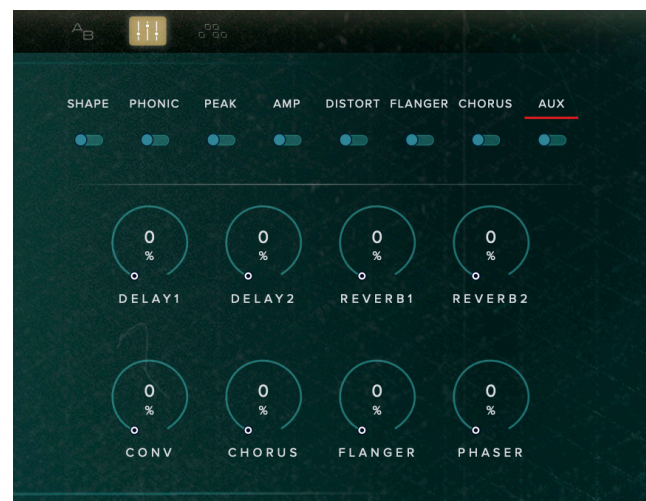 A B
SHAPE PHONIC PEAK AMP DISTORT FLANGER CHORUS AUX
0 0 0 0
% % % %
DELAY1 DELAY2 REVERB1 REVERB2
0 0 0 0
% % % %
CONV CHORUS FLANGER PHASER